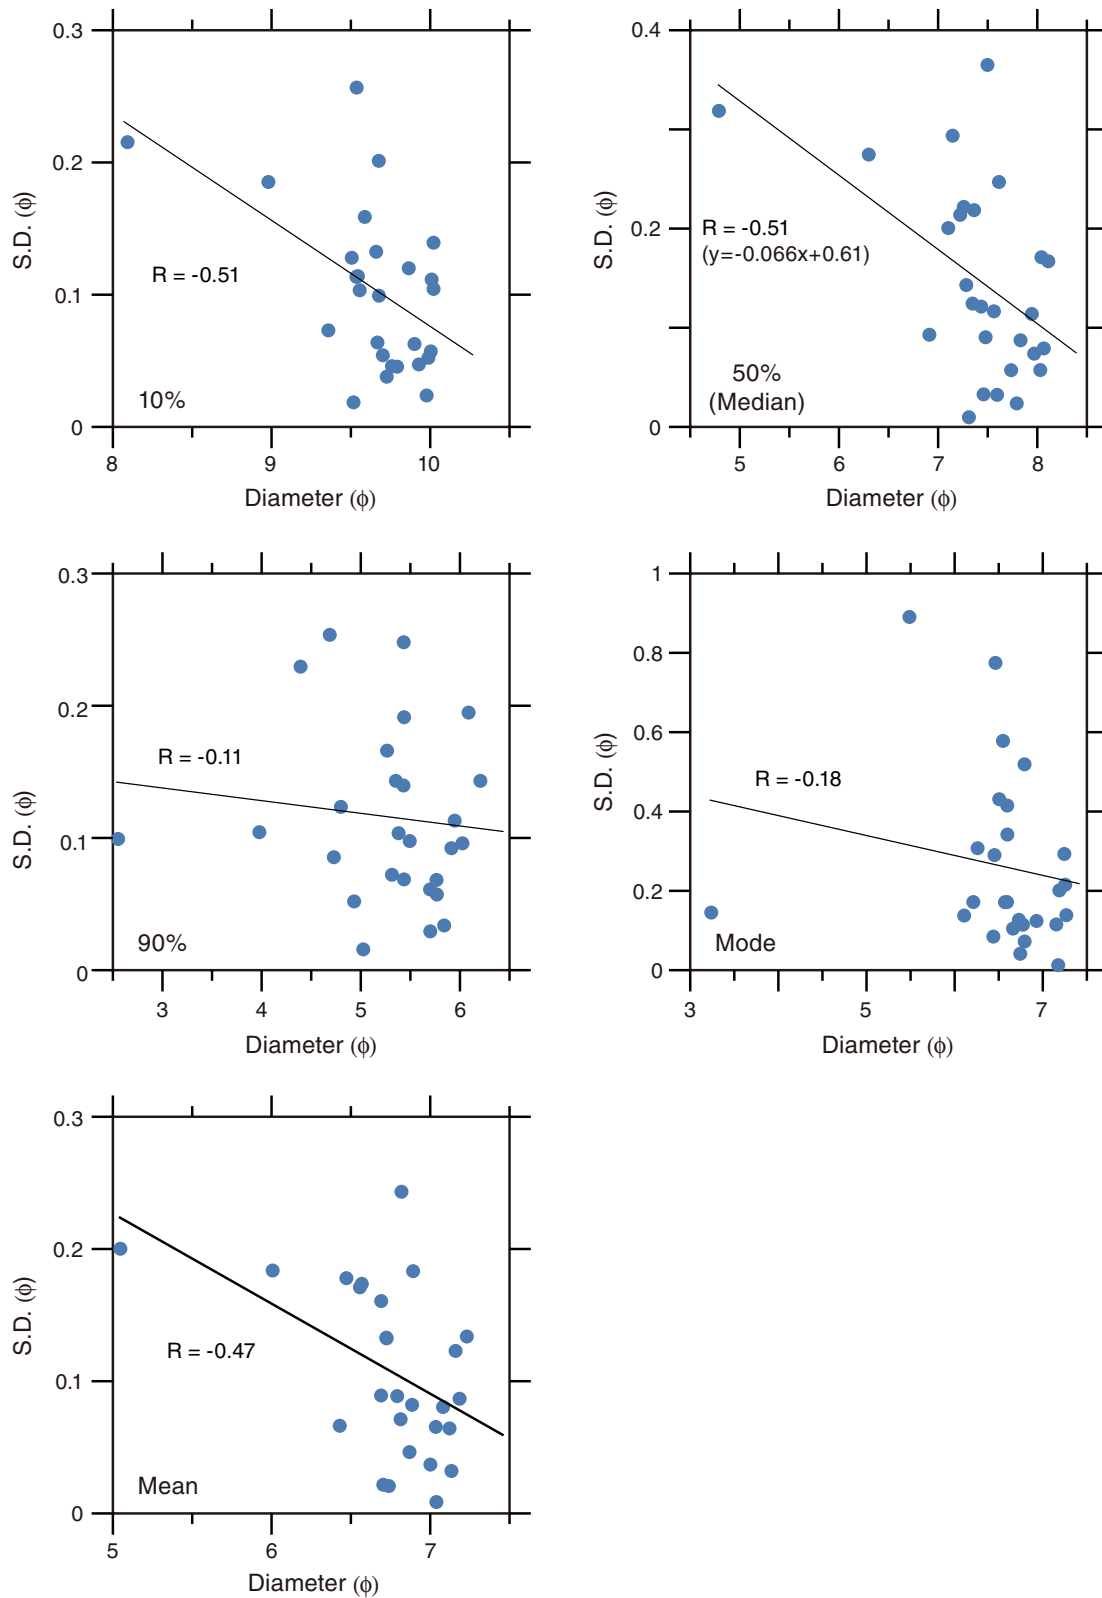 0.3
0.2
0.1
0
S.D. (ϕ)
R = -0.51
10%
8
9
10
Diameter (ϕ)
0.4
0.2
0
S.D. (ϕ)
R = -0.51
(y=-0.066x+0.61)
50%
(Median)
5
6
7
8
Diameter (ϕ)
0.3
0.2
0.1
0
S.D. (ϕ)
R = -0.11
90%
3
4
5
6
Diameter (ϕ)
1
0.8
0.6
0.4
0.2
0
S.D. (ϕ)
R = -0.18
Mode
3
5
7
Diameter (ϕ)
0.3
0.2
0.1
0
S.D. (ϕ)
R = -0.47
Mean
5
6
7
Diameter (ϕ)